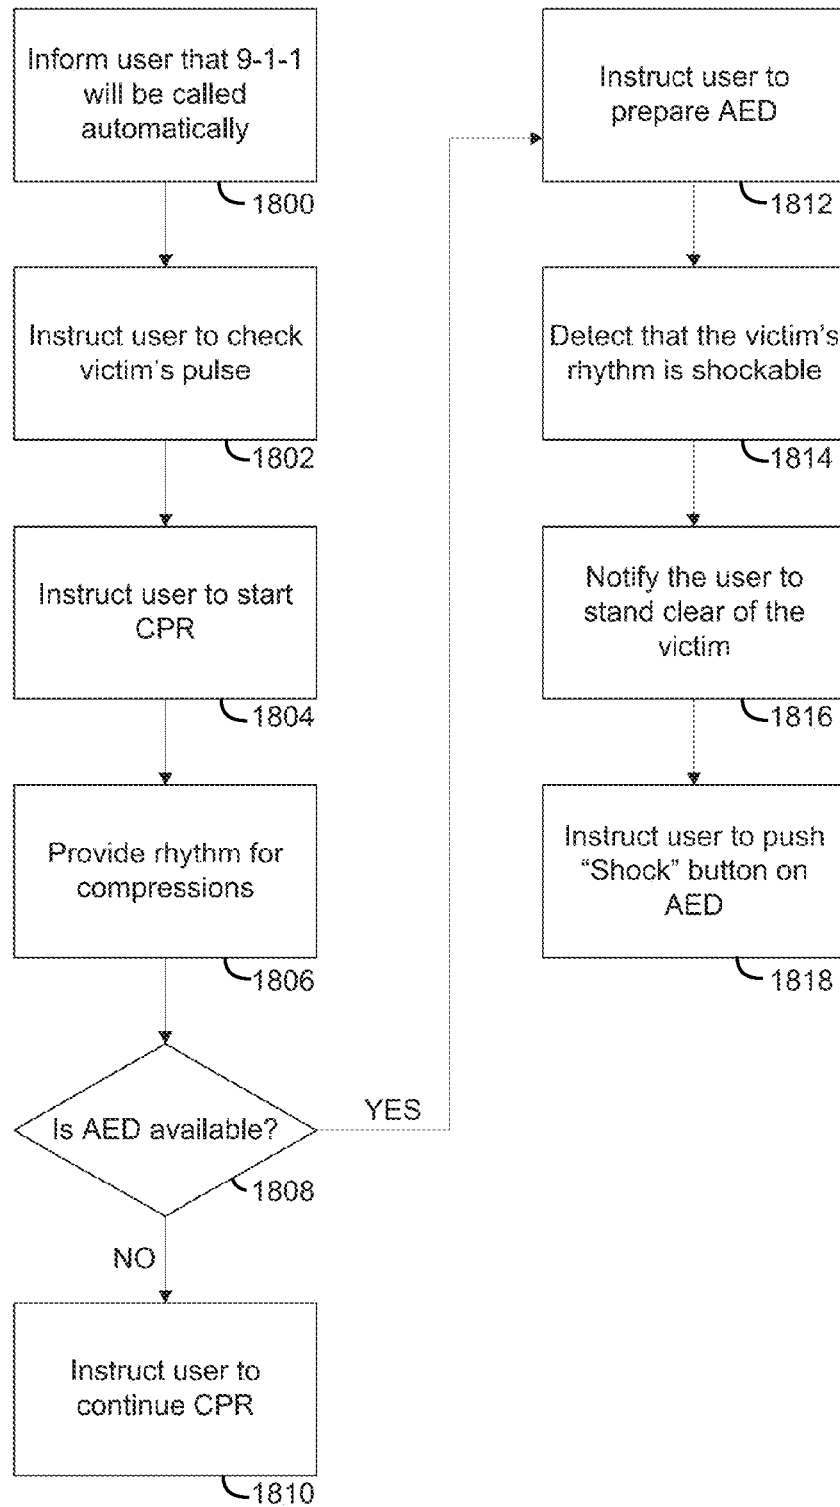 Inform user that 9-1-1
will be called
automatically
1800
Instruct user to check
victim's pulse
1802
Instruct user to start
CPR
1804
Provide rhythm for
compressions
1806
Is AED available?
1808
YES
NO
Instruct user to
continue CPR
1810
Instruct user to
prepare AED
1812
Detect that the victim's
rhythm is shockable
1814
Notify the user to
stand clear of the
victim
1816
Instruct user to push
“Shock” button on
AED
1818